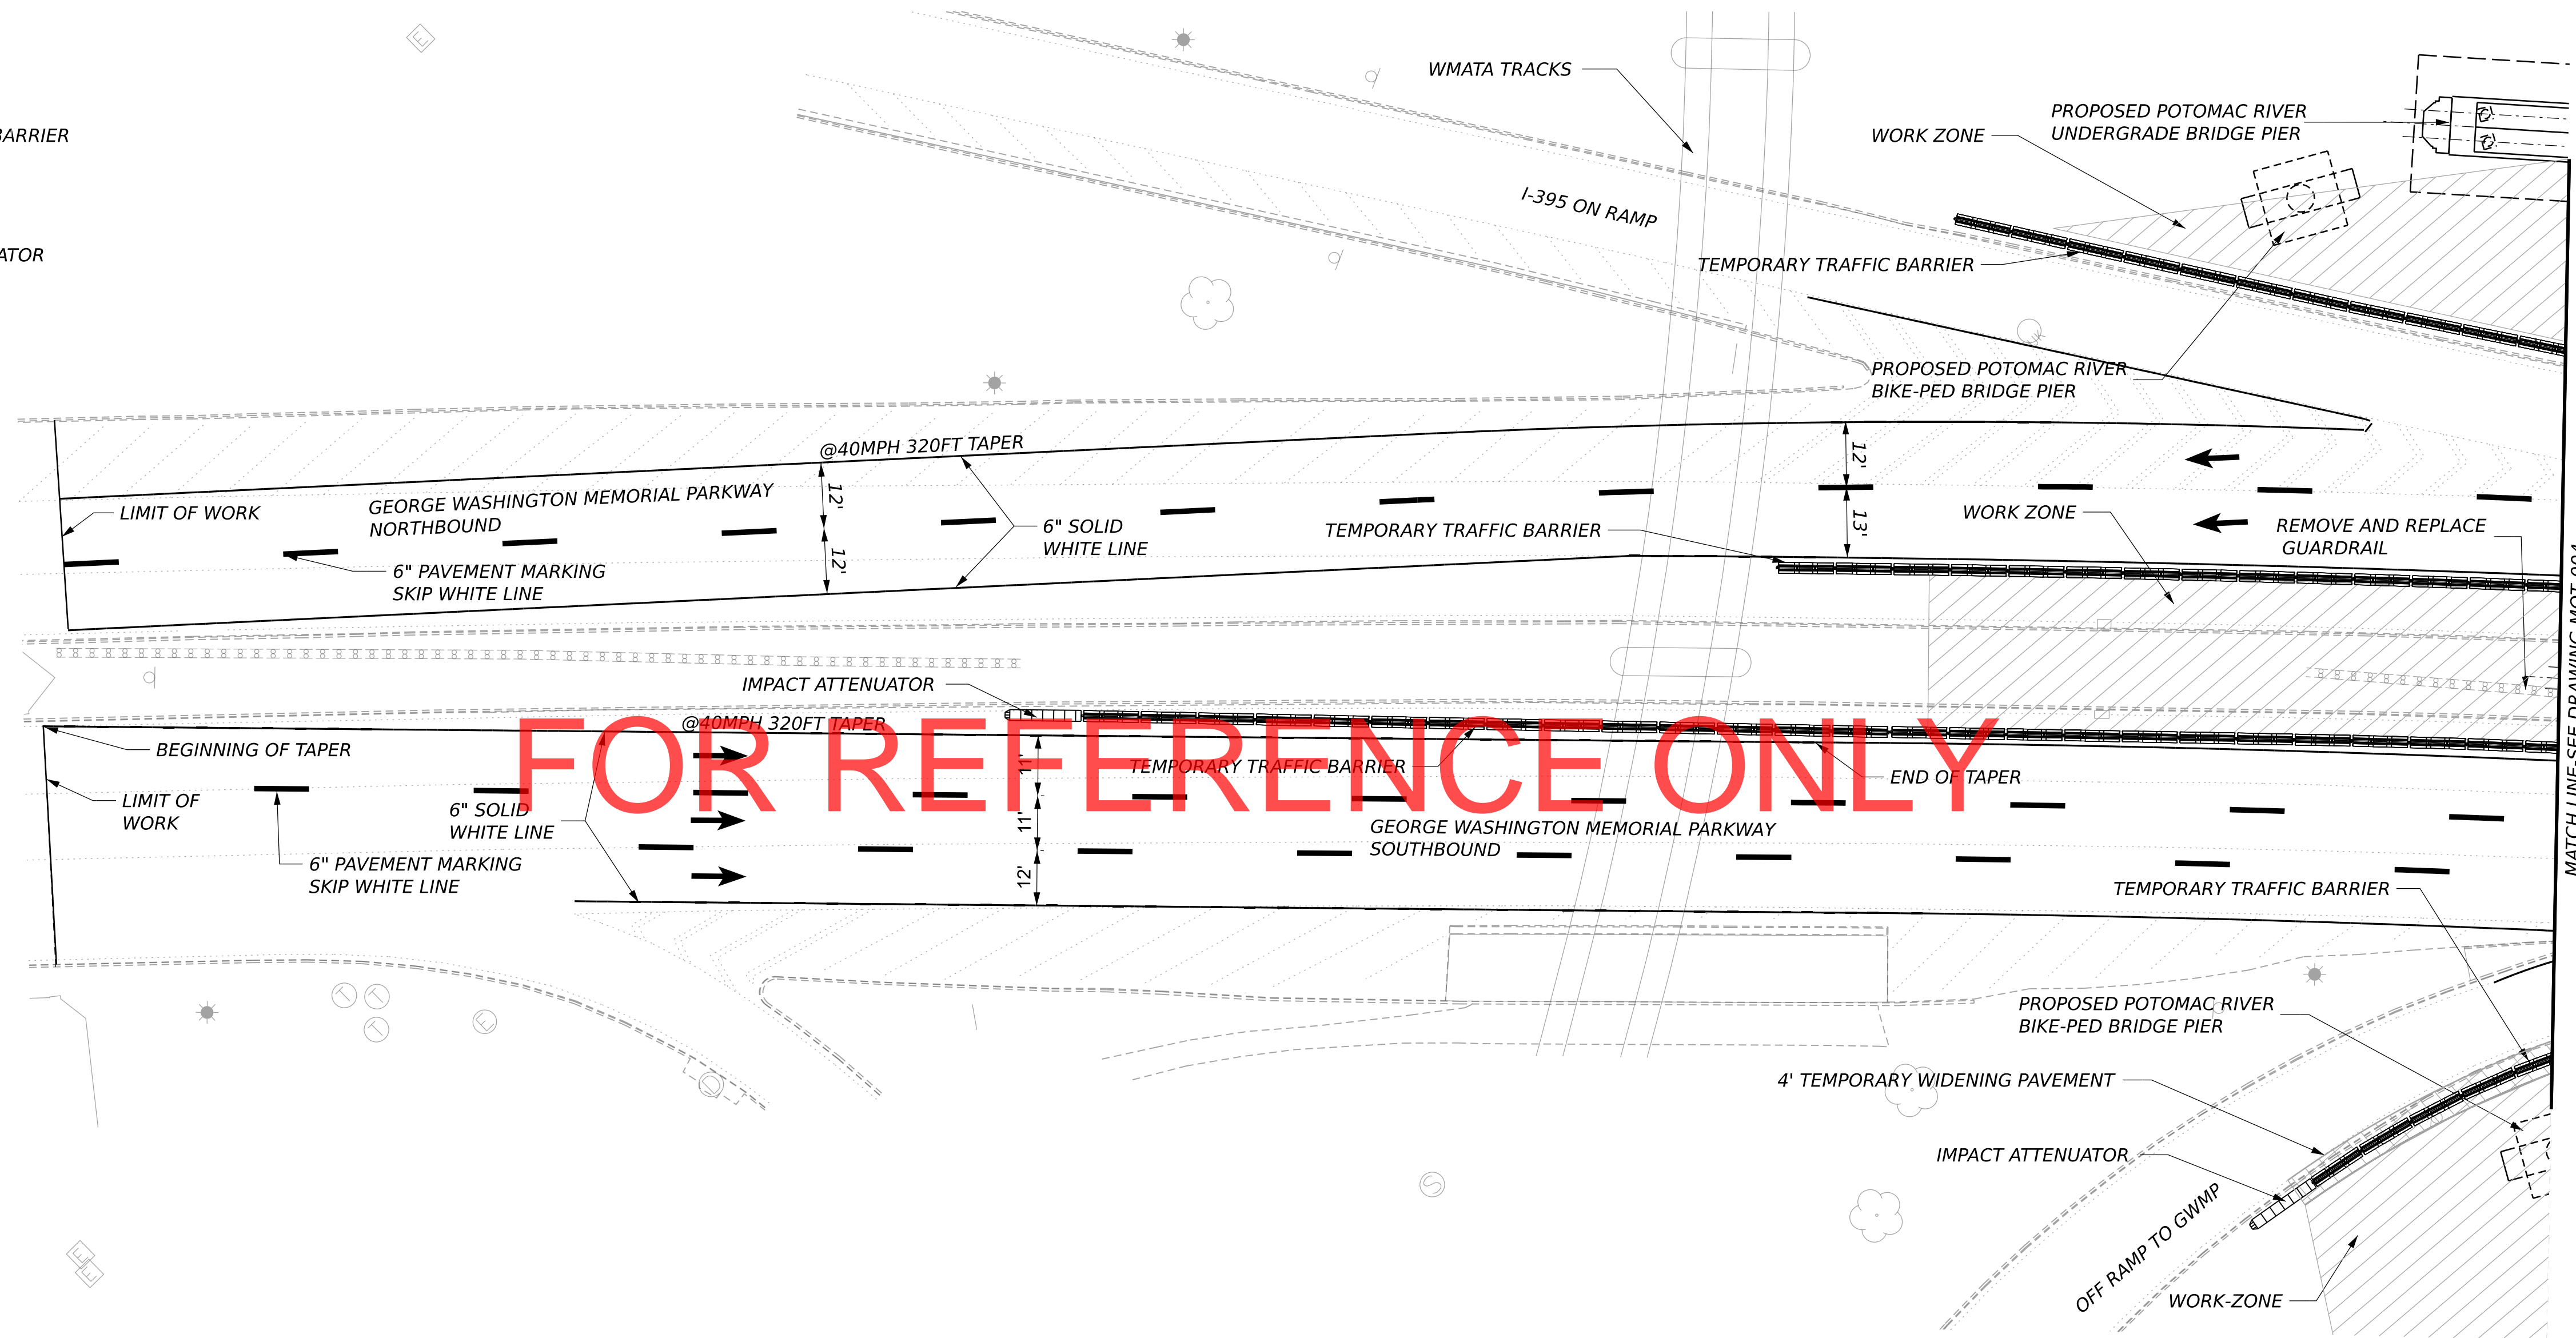 WMATA TRACKS
BARRIER
WORK ZONE
PROPOSED POTOMAC RIVER
UNDERGRADE BRIDGE PIER
I-395 ON RAMP
TEMPORARY TRAFFIC BARRIER
PROPOSED POTOMAC RIVER
BIKE-PED BRIDGE PIER
@40MPH 320FT TAPER
12'
12'
12'
13'
GEORGE WASHINGTON MEMORIAL PARKWAY
NORTHBOUND
LIMIT OF WORK
6" SOLID
WHITE LINE
6" PAVEMENT MARKING
SKIP WHITE LINE
TEMPORARY TRAFFIC BARRIER
WORK ZONE
REMOVE AND REPLACE
GUARDRAIL
IMPACT ATTENUATOR
@40MPH 320FT TAPER
BEGINNING OF TAPER
FOR REFERENCE ONLY
TEMPORARY TRAFFIC BARRIER
END OF TAPER
11'
11'
12'
LIMIT OF
WORK
6" SOLID
WHITE LINE
6" PAVEMENT MARKING
SKIP WHITE LINE
GEORGE WASHINGTON MEMORIAL PARKWAY
SOUTHBOUND
TEMPORARY TRAFFIC BARRIER
PROPOSED POTOMAC RIVER
BIKE-PED BRIDGE PIER
4' TEMPORARY WIDENING PAVEMENT
IMPACT ATTENUATOR
OFF RAMP TO GWMP
WORK-ZONE
E
T
T
T
E
D
S
E
E